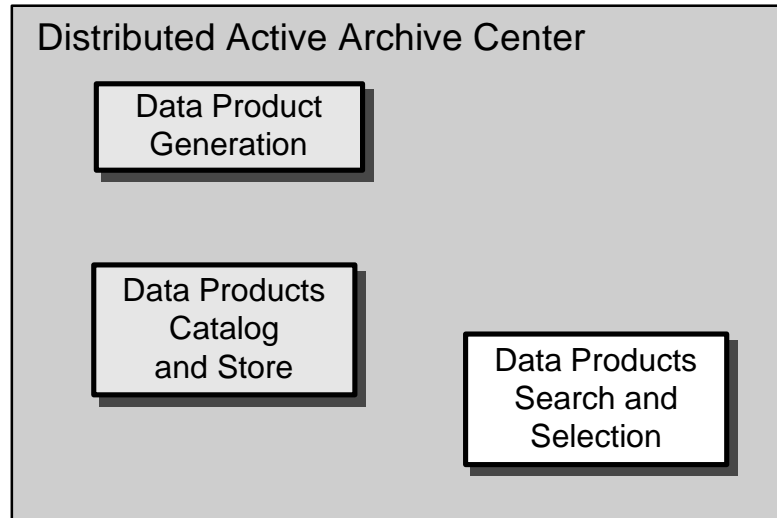 Distributed Active Archive Center
Data Product
Generation
Data Products
Catalog
and Store
Data Products
Search and
Selection